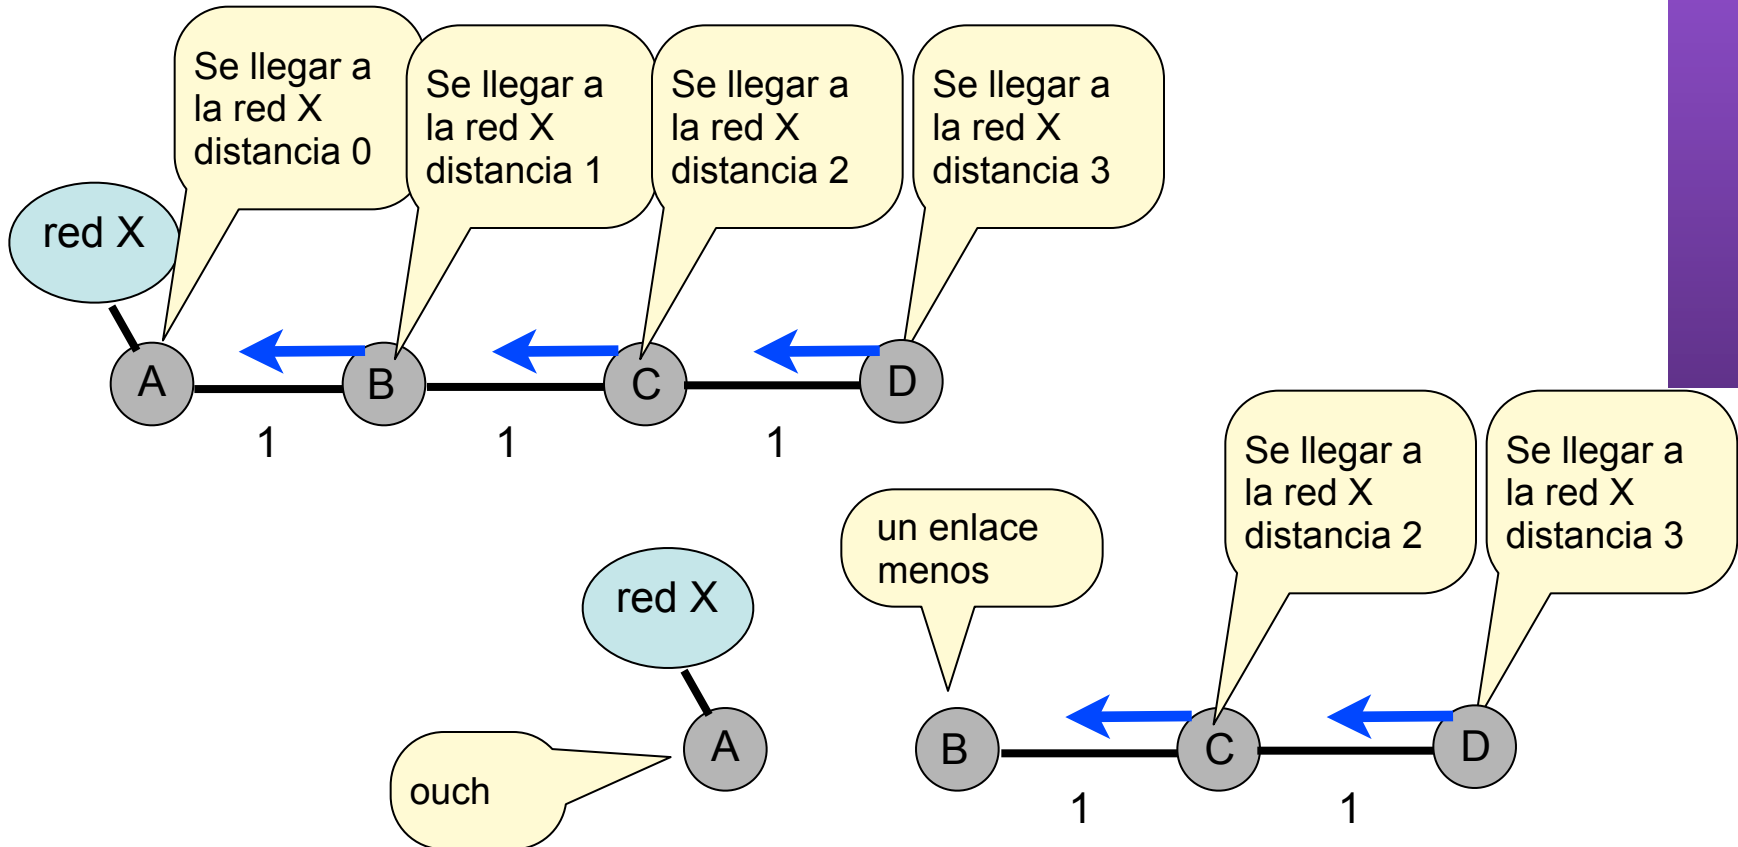 Se llegar a
la red X
distancia 0
Se llegar a
la red X
distancia 1
Se llegar a
la red X
distancia 2
Se llegar a
la red X
distancia 3
red X
A
B
C
D
1
1
1
Se llegar a
la red X
distancia 2
Se llegar a
la red X
distancia 3
un enlace
menos
red X
A
B
C
D
ouch
1
1